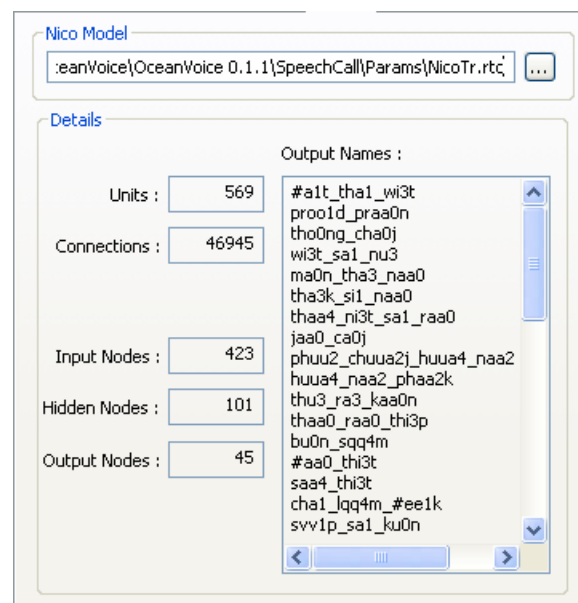 Nico Model
:eanVoice\OceanVoice 0.1.1\SpeechCall\Params\NicoTr.rtc
...
Details
Output Names :
Units : 569
Connections : 46945
Input Nodes : 423
Hidden Nodes : 101
Output Nodes : 45
#a1t_tha1_wi3t
proo1d_praa0n
tho0ng_cha0j
wi3t_sa1_nu3
ma0n_tha3_naa0
tha3k_si1_naa0
thaa4_ni3t_sa1_raa0
jaa0_ca0j
phuu2_chuua2j_huua4_naa2
huua4_naa2_phaa2k
thu3_ra3_kaa0n
thaa0_raa0_thi3p
bu0n_sqq4m
#aa0_thi3t
saa4_thi3t
cha1_lqq4m_#ee1k
svv1p_sa1_ku0n